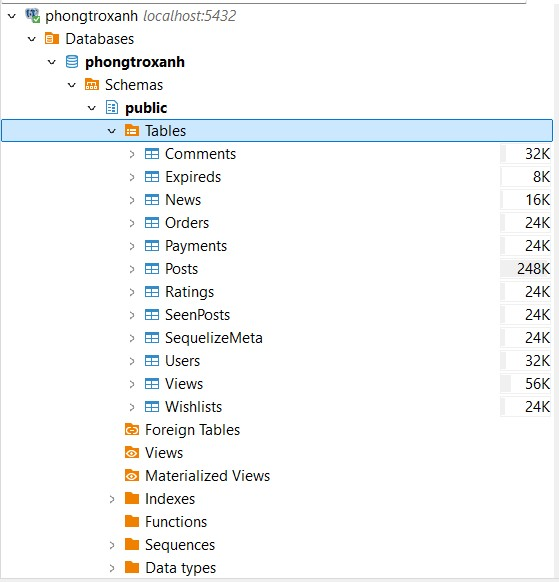 phongtroxanh localhost:5432
Databases
phongtroxanh
Schemas
public
Tables
Comments 32K
Expireds 8K
News 16K
Orders 24K
Payments 24K
Posts 248K
Ratings 24K
SeenPosts 24K
SequelizeMeta 24K
Users 32K
Views 56K
Wishlists 24K
Foreign Tables
Views
Materialized Views
Indexes
Functions
Sequences
Data types